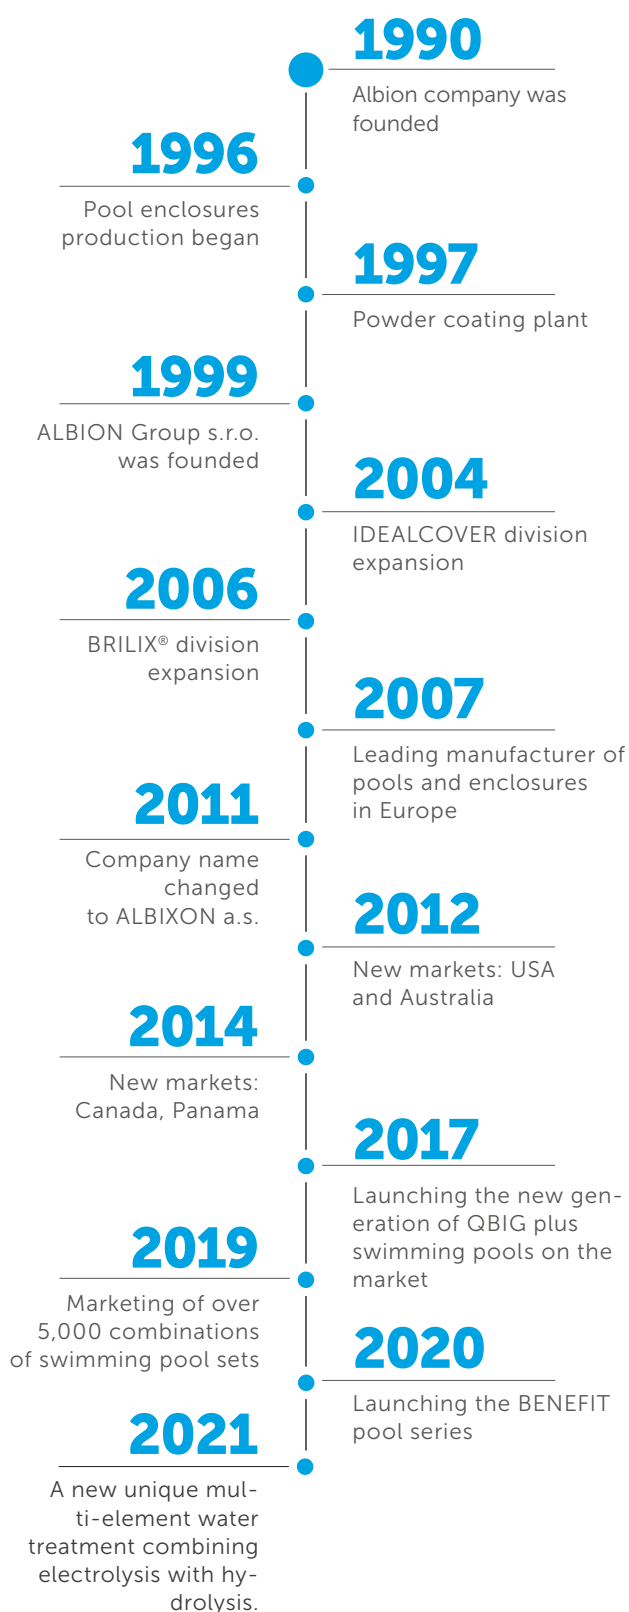 1990
Albion company was
founded
1996
Pool enclosures
production began
1997
Powder coating plant
1999
ALBION Group s.r.o.
was founded
2004
IDEALCOVER division
expansion
2006
BRILIX® division
expansion
2007
Leading manufacturer of
pools and enclosures
in Europe
2011
Company name
changed
to ALBIXON a.s.
2012
New markets: USA
and Australia
2014
New markets:
Canada, Panama
2017
Launching the new gen-
eration of QBIG plus
swimming pools on the
market
2019
Marketing of over
5,000 combinations
of swimming pool sets
2020
Launching the BENEFIT
pool series
2021
A new unique mul-
ti-element water
treatment combining
electrolysis with hy-
drolysis.